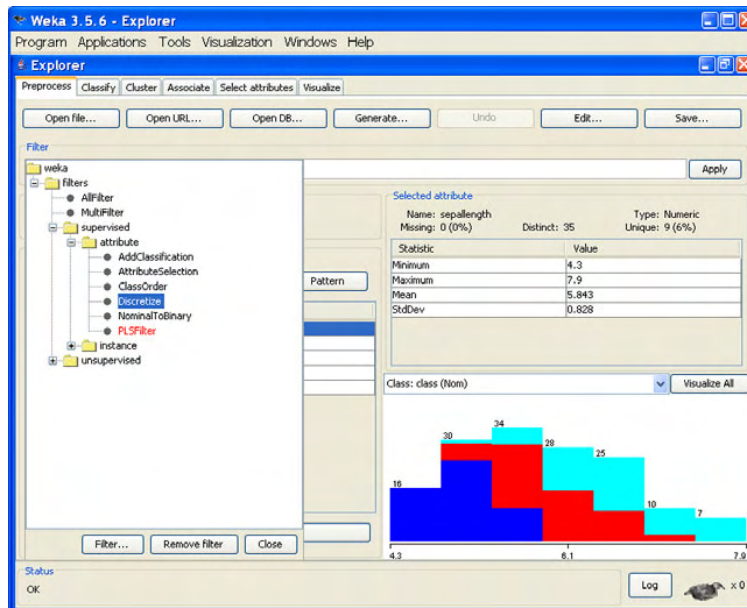 Weka 3.5.6 - Explorer
Program Applications Tools Visualization Windows Help
Explorer
Preprocess Classify Cluster Associate Select attributes Visualize
Open file... Open URL... Open DB... Generate... Undo Edit... Save...
Filter
weka
filters
AllFilter
MultiFilter
supervised
attribute
AddClassification
AttributeSelection
ClassOrder
Discretize
NominalToBinary
PLSFilter
instance
unsupervised
Filter... Remove filter Close
Apply
Pattern
Selected attribute
Name: sepallength Type: Numeric
Missing: 0 (0%) Distinct: 35 Unique: 9 (6%)
Statistic Value
Minimum 4.3
Maximum 7.9
Mean 5.843
StdDev 0.828
Class: class (Nom) Visualize All
16 30 34 28 25 10 7
4.3 6.1 7.9
Status
OK
Log x 0